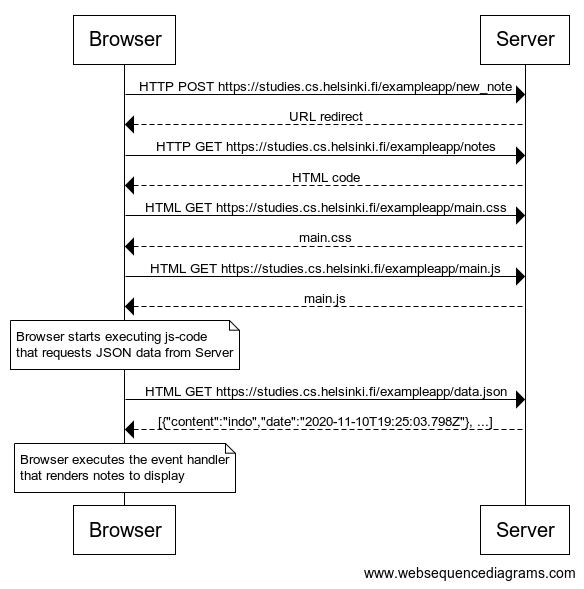 Browser
Server
HTTP POST https://studies.cs.helsinki.fi/exampleapp/new_note
URL redirect
HTTP GET https://studies.cs.helsinki.fi/exampleapp/notes
HTML code
HTML GET https://studies.cs.helsinki.fi/exampleapp/main.css
main.css
HTML GET https://studies.cs.helsinki.fi/exampleapp/main.js
main.js
Browser starts executing js-code
that requests JSON data from Server
HTML GET https://studies.cs.helsinki.fi/exampleapp/data.json
[{"content":"indo","date":"2020-11-10T19:25:03.798Z"}, ...]
Browser executes the event handler
that renders notes to display
Browser
Server
www.websequencediagrams.com